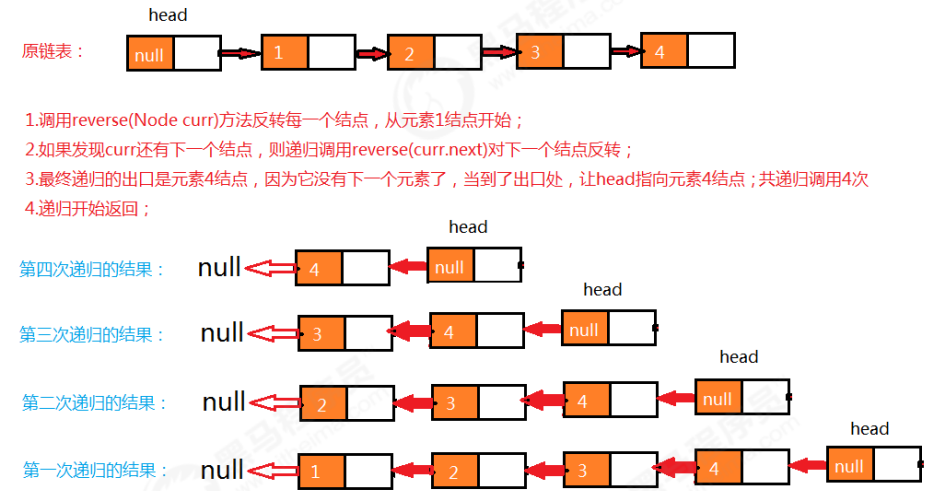 head
原链表：
null 1 2 3 4
1.调用reverse(Node curr)方法反转每一个结点，从元素1结点开始；
2.如果发现curr还有下一个结点，则递归调用reverse(curr.next)对下一个结点反转；
3.最终递归的出口是元素4结点，因为它没有下一个元素了，当到了出口处，让head指向元素4结点；共递归调用4次
4.递归开始返回；
head
第四次递归的结果： null 4 null
head
第三次递归的结果： null 3 4 null
head
第二次递归的结果： null 2 3 4 null
head
第一次递归的结果： null 1 2 3 4 null